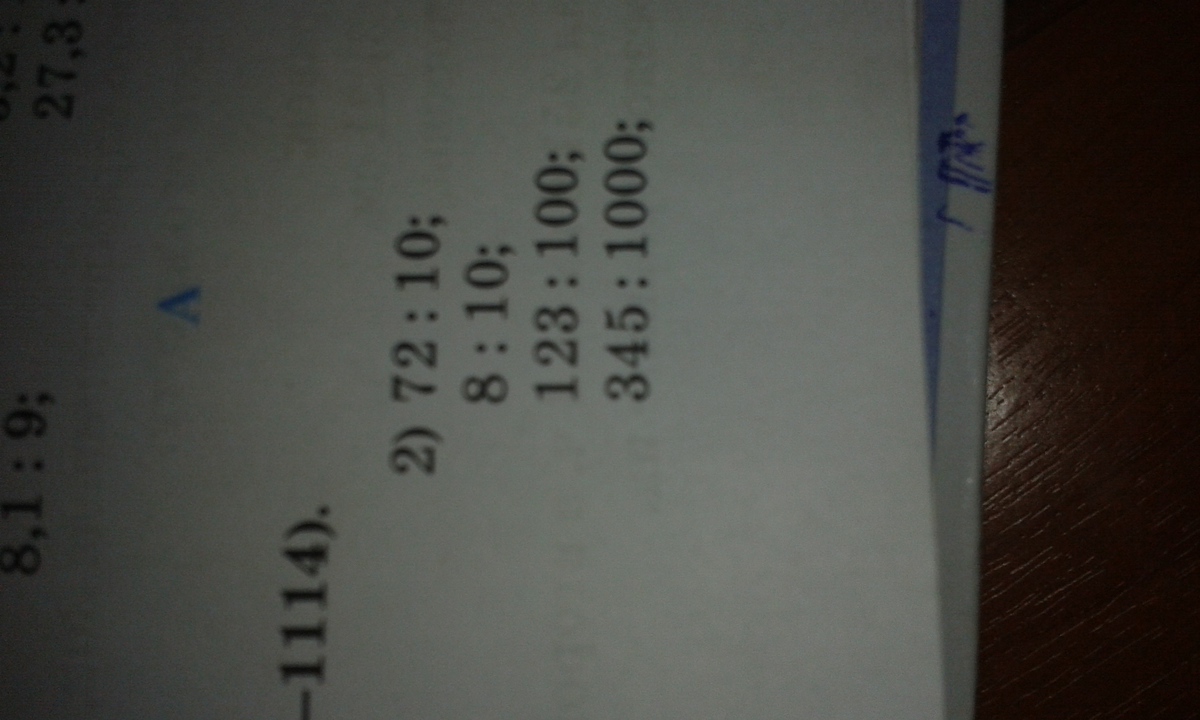 27,3 :
8,1 : 9;
A
–1114).
2) 72 : 10;
8 : 10;
123 : 100;
345 : 1000;